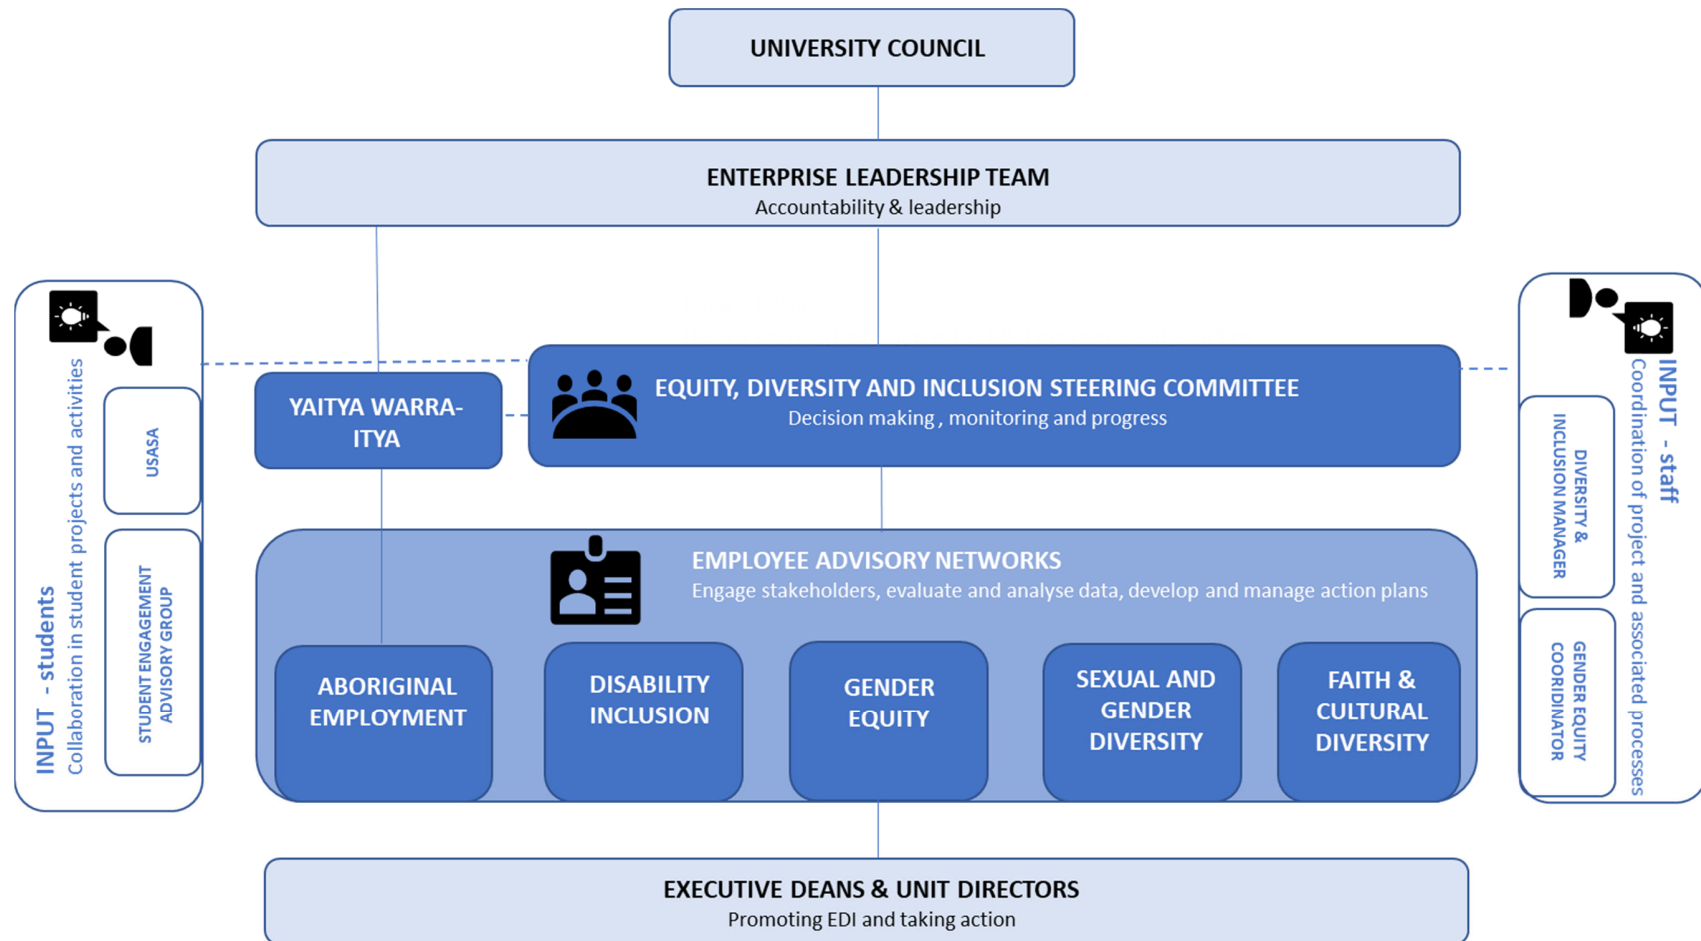 UNIVERSITY COUNCIL
ENTERPRISE LEADERSHIP TEAM
Accountability & leadership
INPUT - students
Collaboration in student projects and activities
USASA
STUDENT ENGAGEMENT
ADVISORY GROUP
YAITYA WARRA-
ITYA
EQUITY, DIVERSITY AND INCLUSION STEERING COMMITTEE
Decision making , monitoring and progress
EMPLOYEE ADVISORY NETWORKS
Engage stakeholders, evaluate and analyse data, develop and manage action plans
ABORIGINAL
EMPLOYMENT
DISABILITY
INCLUSION
GENDER
EQUITY
SEXUAL AND
GENDER
DIVERSITY
FAITH &
CULTURAL
DIVERSITY
INPUT - staff
Coordination of project and associated processes
DIVERSITY &
INCLUSION MANAGER
GENDER EQUITY
COORIDINATOR
EXECUTIVE DEANS & UNIT DIRECTORS
Promoting EDI and taking action